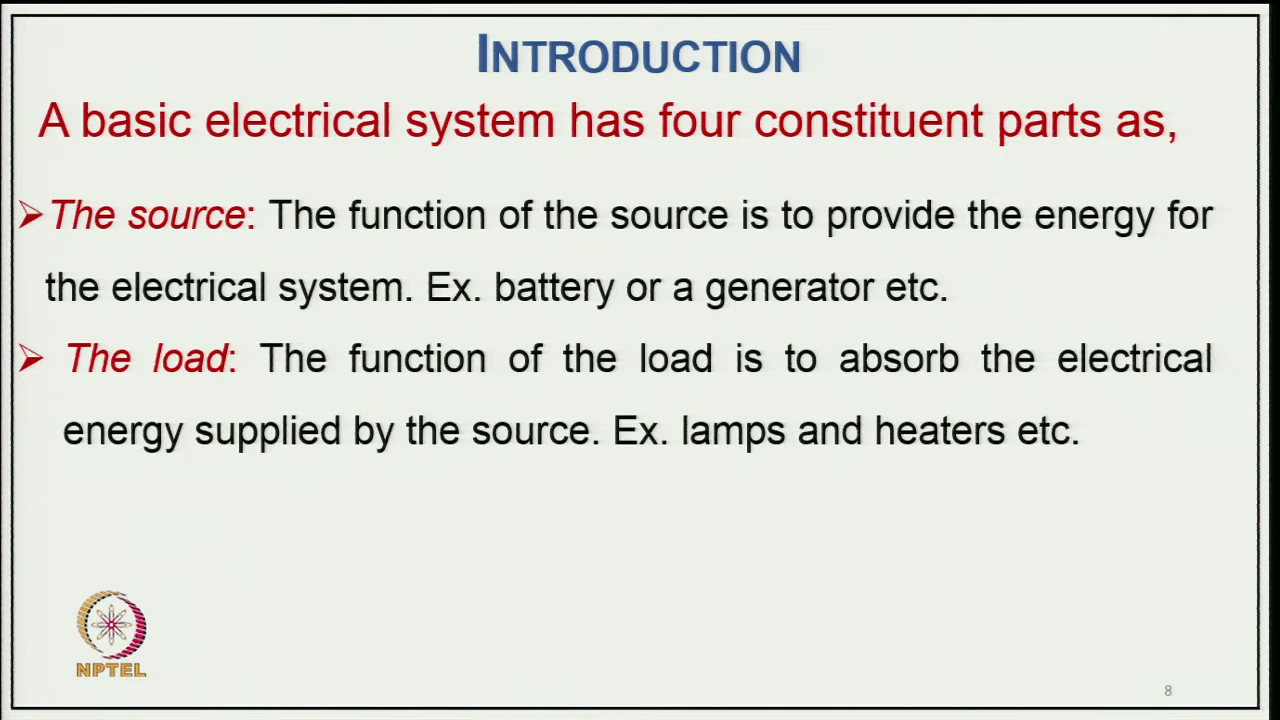 INTRODUCTION
A basic electrical system has four constituent parts as,
➢ The source: The function of the source is to provide the energy for
the electrical system. Ex. battery or a generator etc.
➢ The load: The function of the load is to absorb the electrical
energy supplied by the source. Ex. lamps and heaters etc.
NPTEL
8